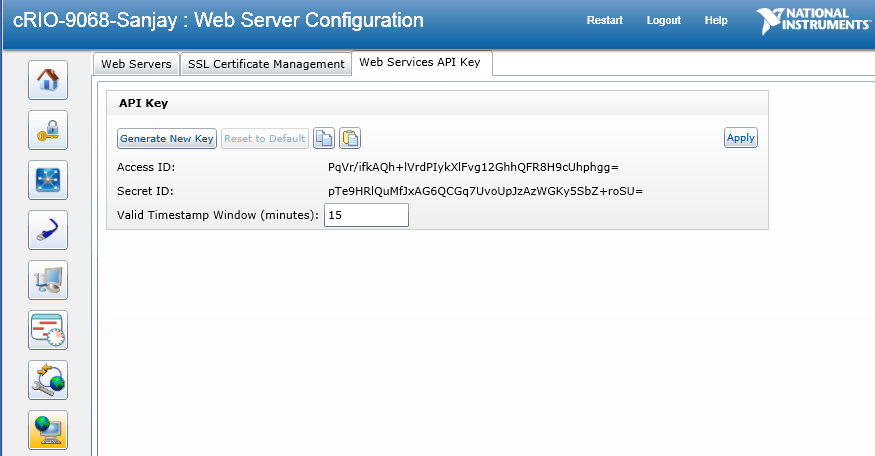 cRIO-9068-Sanjay : Web Server Configuration
Restart Logout Help
NATIONAL INSTRUMENTS
Web Servers SSL Certificate Management Web Services API Key
API Key
Generate New Key Reset to Default Apply
Access ID: PqVr/ifkAQh+lVrdPIykXlFvg12GhhQFR8H9cUhphgg=
Secret ID: pTe9HRlQuMfJxAG6QCGq7UvoUpJzAzWGKy5SbZ+roSU=
Valid Timestamp Window (minutes): 15